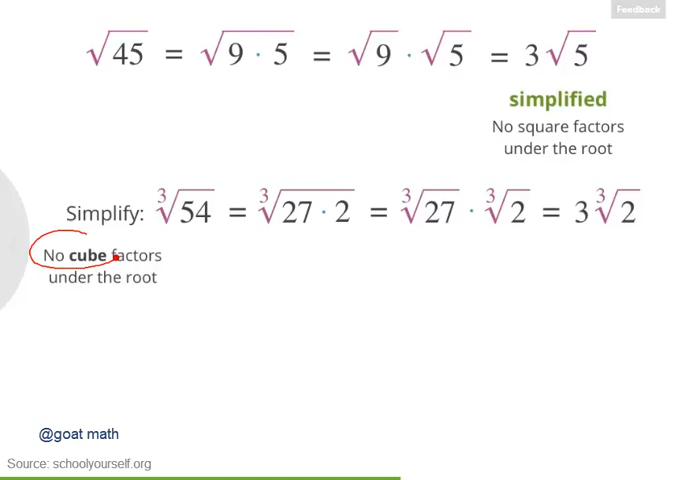 Feedback
√45 = √9 · 5 = √9 · √5 = 3√5
simplified
No square factors
under the root
Simplify: ∛54 = ∛27 · 2 = ∛27 · ∛2 = 3∛2
No cube factors
under the root
@goat math
Source: schoolyourself.org